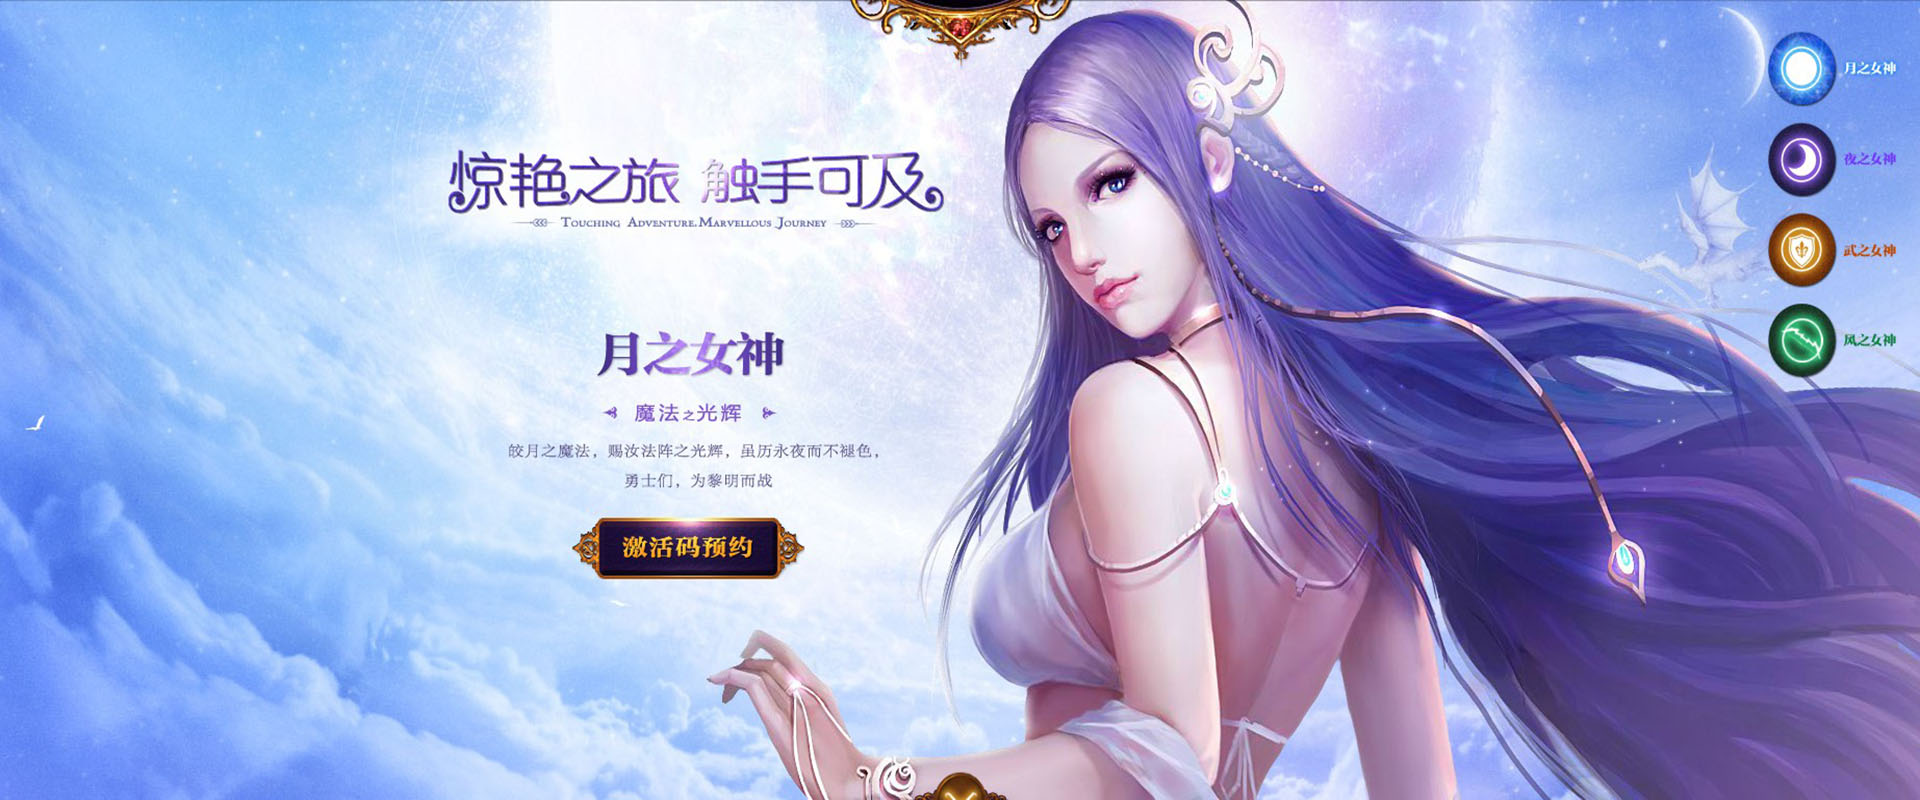 惊艳之旅 触手可及
TOUCHING ADVENTURE.MARVELLOUS JOURNEY
月之女神
魔法之光辉
皎月之魔法，赐汝法阵之光辉，虽历永夜而不褪色，
勇士们，为黎明而战
激活码预约
月之女神
夜之女神
武之女神
风之女神